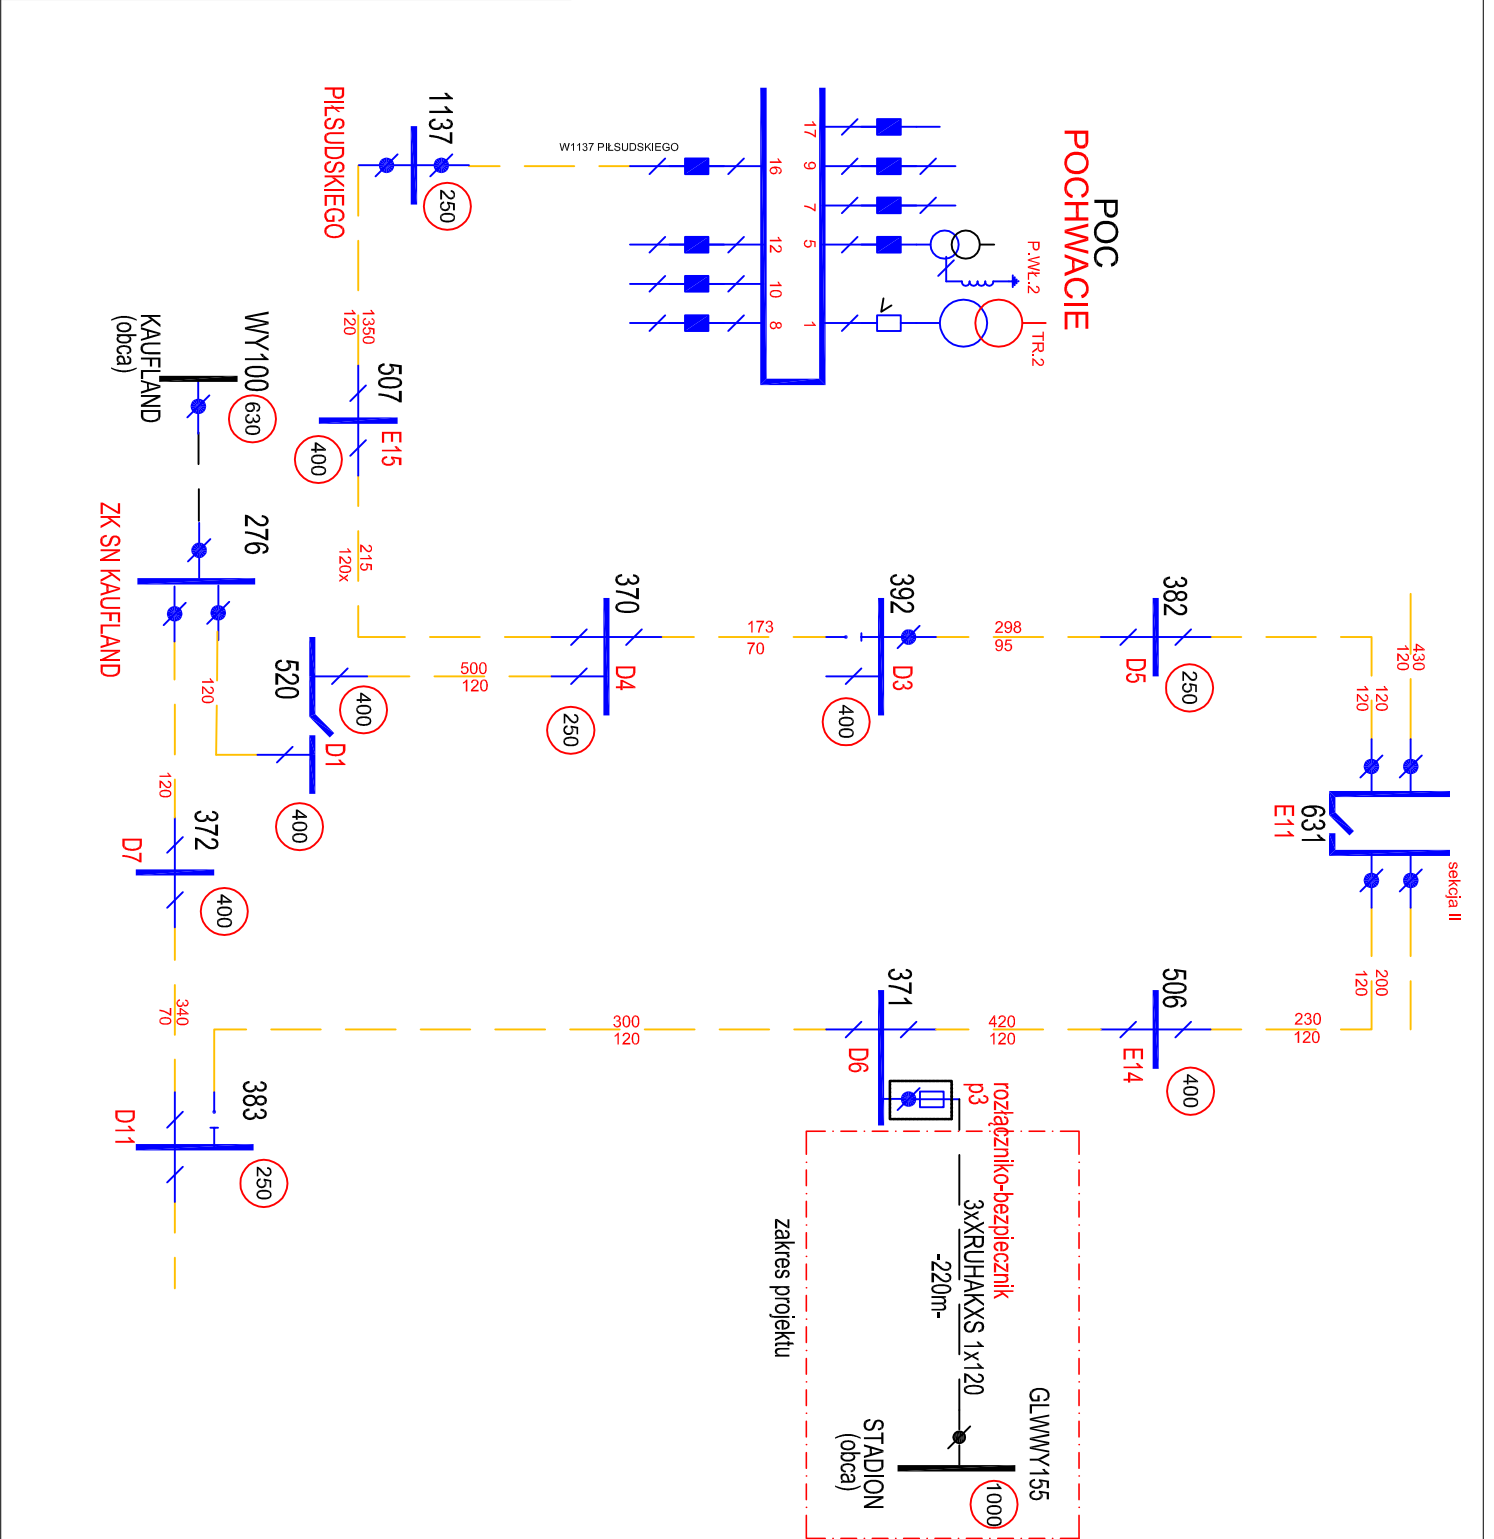 POC
POCHWACIE
P.WŁ.2
TR.2
17
9
7
5
1
16
12
10
8
W1137 PIŁSUDSKIEGO
1137
250
PIŁSUDSKIEGO
1350
120
507
E15
400
215
120x
WY100
630
KAUFLAND
(obca)
276
ZK SN KAUFLAND
120
120
520
400
D1
400
500
120
370
D4
250
173
70
392
D3
400
298
95
382
D5
250
430
120
120
120
631
E11
sekcja II
200
120
230
120
506
E14
400
420
120
371
D6
300
120
372
D7
400
340
70
383
D11
250
rozłączniko-bezpiecznik
p3
3xXRUHAKXS 1x120
-220m-
zakres projektu
GLWWY155
STADION
(obca)
1000